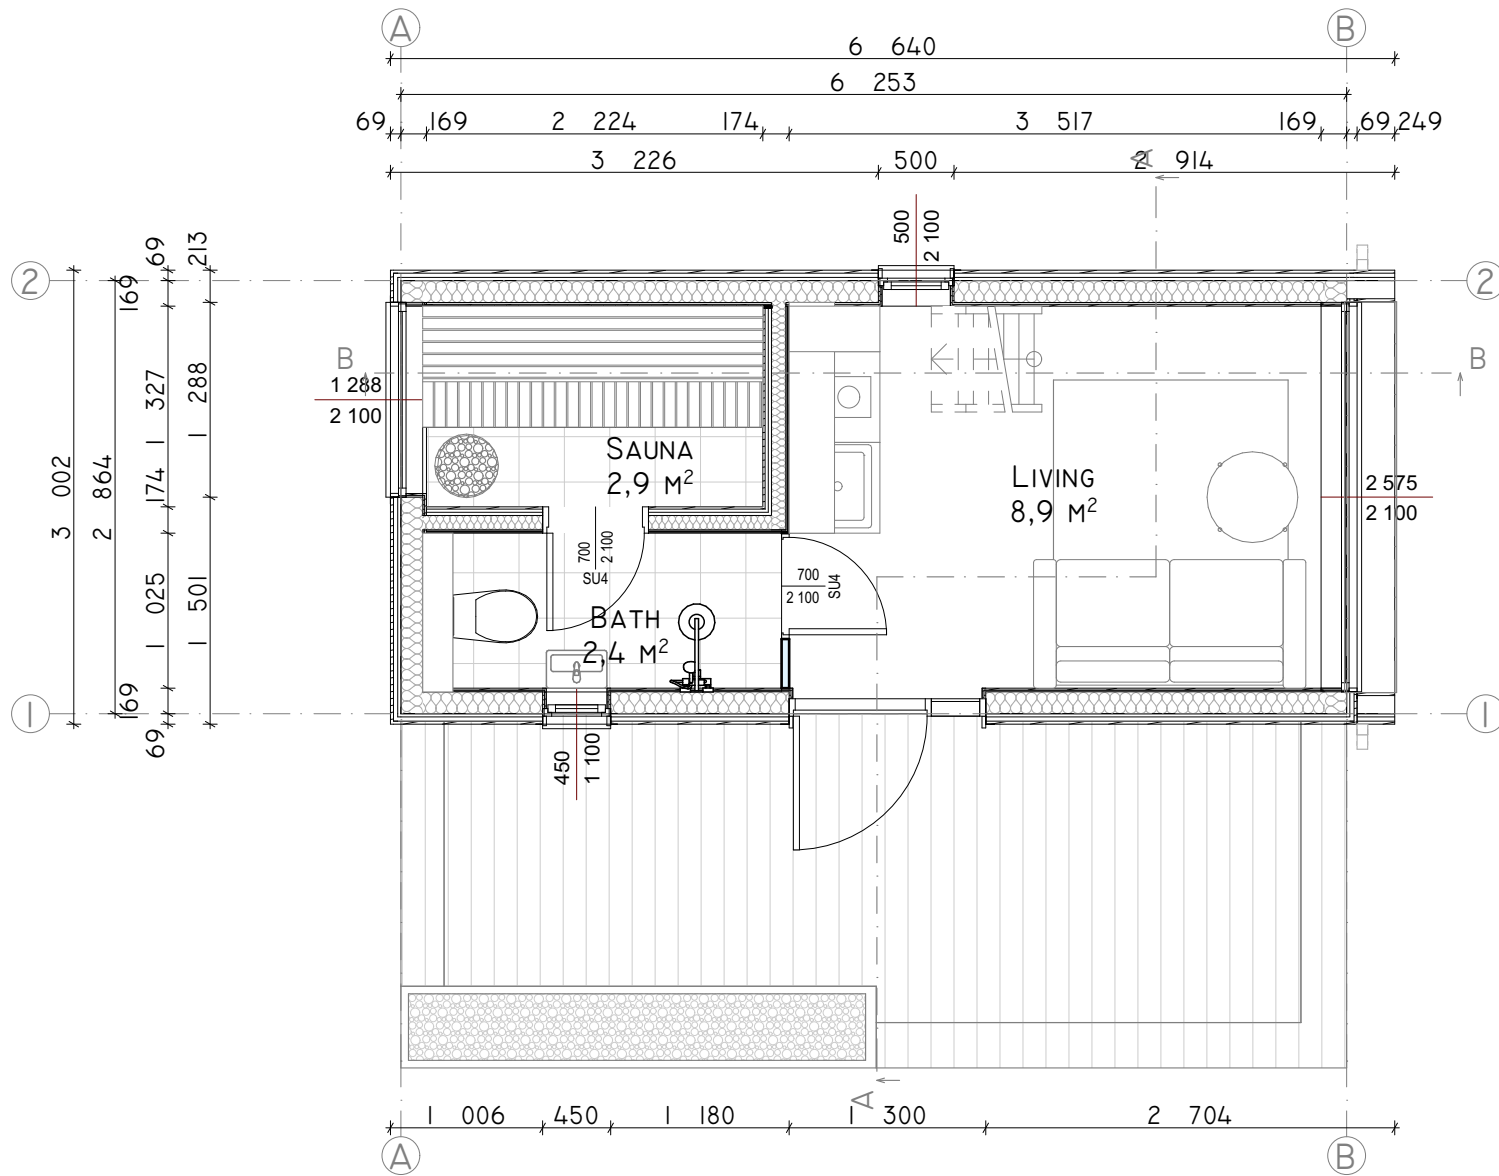 A B
6 640
6 253
69 169 2 224 174 3 517 169 69 249
3 226 500 2 914
A
500
2 100
2 2
69 213
169
B B
1 288
2 100
3 002
2 864
174 1 327
1 288
SAUNA
2,9 M²
LIVING
8,9 M²
2 575
2 100
700
2 100
SU4
700
2 100
SU4
1 025
1 501
BATH
2,4 M²
169
1 1
69
450
1 100
A
1 006 450 1 180 1 300 2 704
A B